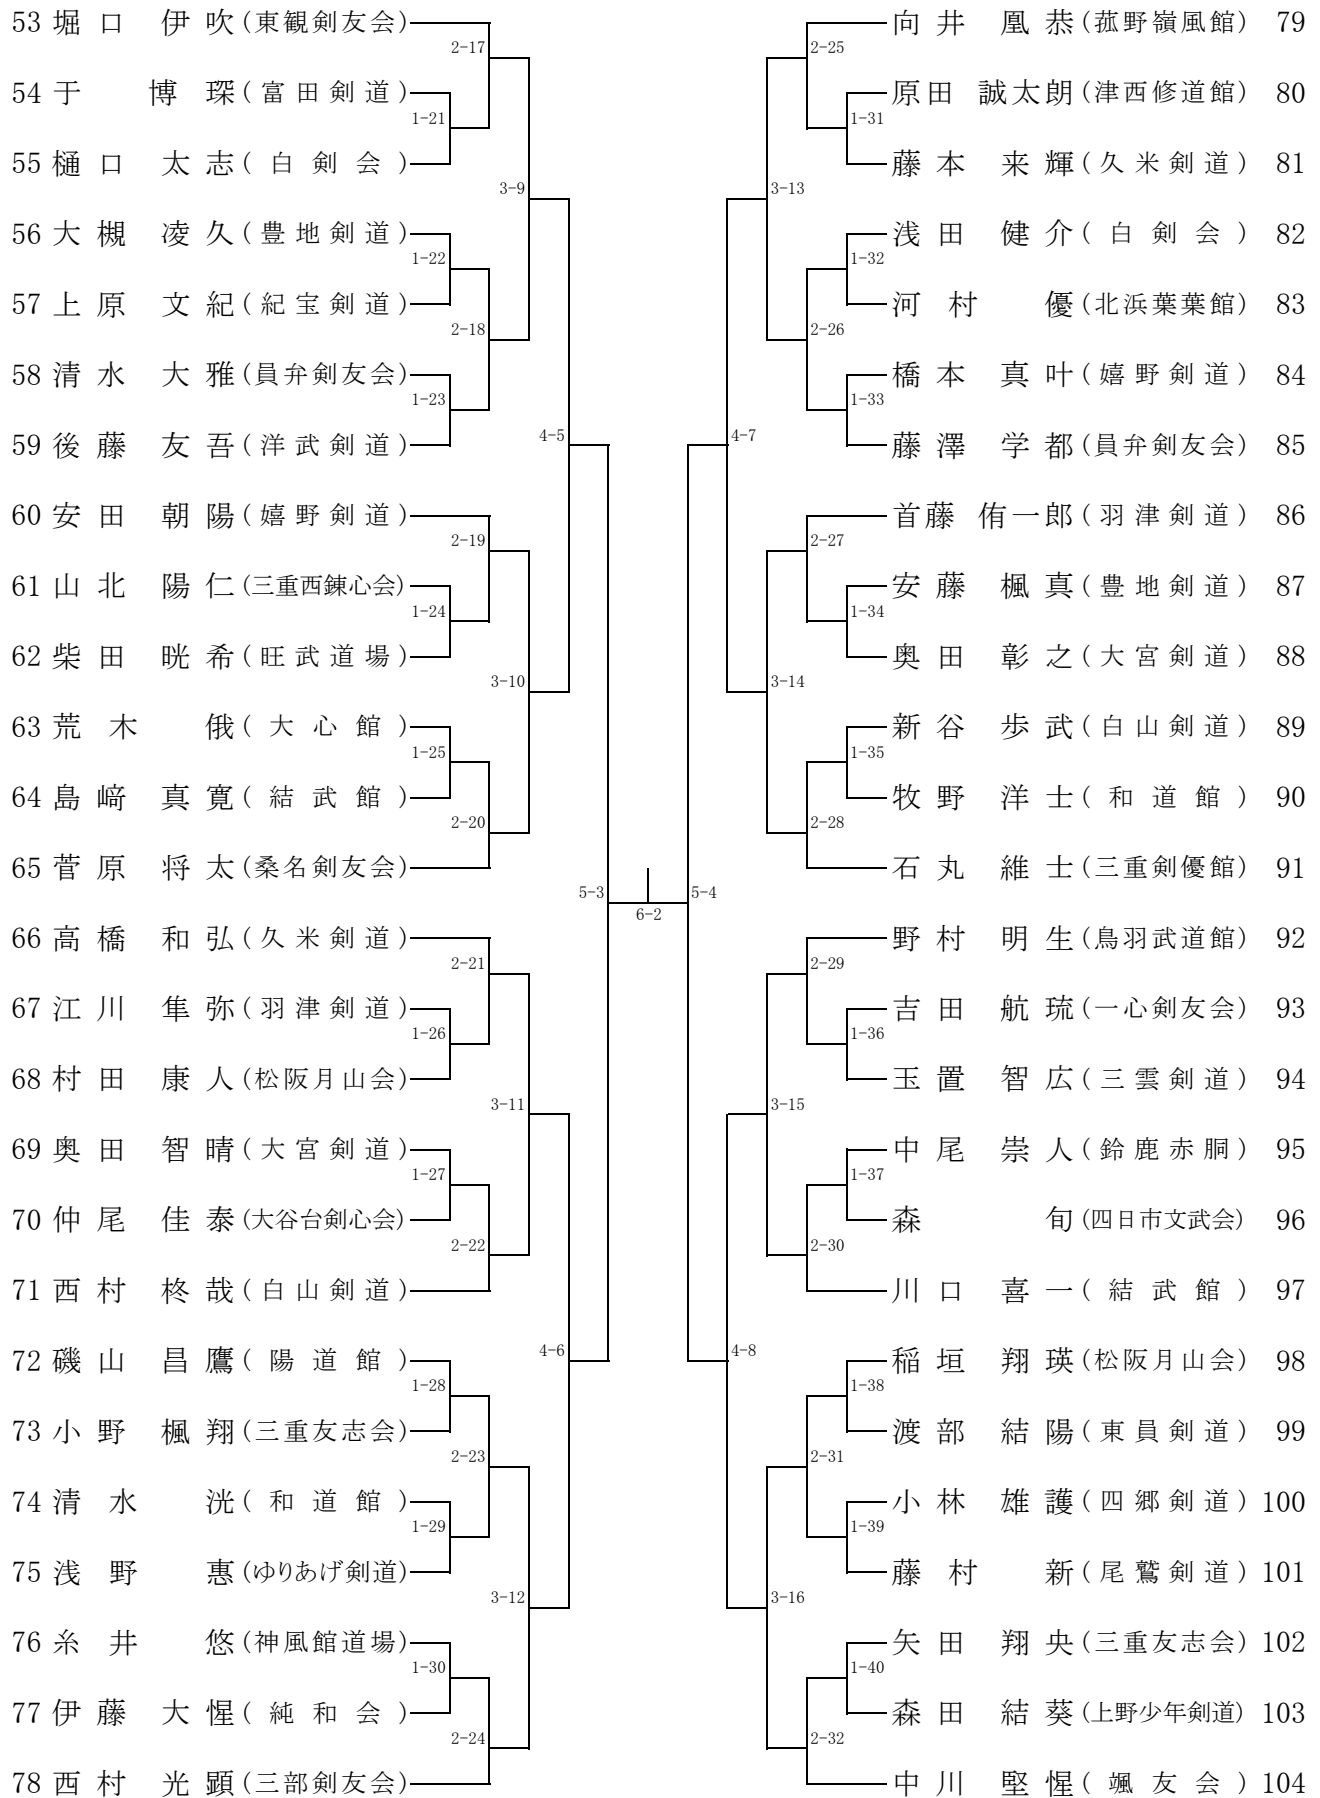 53 堀口 伊吹 (東観剣友会)
2-17
54 于 博琛 (富田剣道)
1-21
55 樋口 太志 (白剣会)
3-9
56 大槻 凌久 (豊地剣道)
1-22
57 上原 文紀 (紀宝剣道)
2-18
58 清水 大雅 (員弁剣友会)
1-23
59 後藤 友吾 (洋武剣道)
4-5
60 安田 朝陽 (嬉野剣道)
2-19
61 山北 陽仁 (三重西錬心会)
1-24
62 柴田 晄希 (旺武道場)
3-10
63 荒木 俄 (大心館)
1-25
64 島﨑 真寛 (結武館)
2-20
65 菅原 将太 (桑名剣友会)
5-3
66 高橋 和弘 (久米剣道)
2-21
67 江川 隼弥 (羽津剣道)
1-26
68 村田 康人 (松阪月山会)
3-11
69 奥田 智晴 (大宮剣道)
1-27
70 仲尾 佳泰 (大谷台剣心会)
2-22
71 西村 柊哉 (白山剣道)
4-6
72 磯山 昌鷹 (陽道館)
1-28
73 小野 楓翔 (三重友志会)
2-23
74 清水 洸 (和道館)
1-29
75 浅野 惠 (ゆりあげ剣道)
3-12
76 糸井 悠 (神風館道場)
1-30
77 伊藤 大惺 (純和会)
2-24
78 西村 光顕 (三部剣友会)
6-2
向井 凰恭 (菰野嶺風館) 79
2-25
原田 誠太朗 (津西修道館) 80
1-31
藤本 来輝 (久米剣道) 81
3-13
浅田 健介 (白剣会) 82
1-32
河村 優 (北浜葉葉館) 83
2-26
橋本 真叶 (嬉野剣道) 84
1-33
藤澤 学都 (員弁剣友会) 85
4-7
首藤 侑一郎 (羽津剣道) 86
2-27
安藤 楓真 (豊地剣道) 87
1-34
奥田 彰之 (大宮剣道) 88
3-14
新谷 歩武 (白山剣道) 89
1-35
牧野 洋士 (和道館) 90
2-28
石丸 維士 (三重剣優館) 91
5-4
野村 明生 (鳥羽武道館) 92
2-29
吉田 航琉 (一心剣友会) 93
1-36
玉置 智広 (三雲剣道) 94
3-15
中尾 崇人 (鈴鹿赤胴) 95
1-37
森 旬 (四日市文武会) 96
2-30
川口 喜一 (結武館) 97
4-8
稲垣 翔瑛 (松阪月山会) 98
1-38
渡部 結陽 (東員剣道) 99
2-31
小林 雄護 (四郷剣道) 100
1-39
藤村 新 (尾鷲剣道) 101
3-16
矢田 翔央 (三重友志会) 102
1-40
森田 結葵 (上野少年剣道) 103
2-32
中川 堅惺 (颯友会) 104